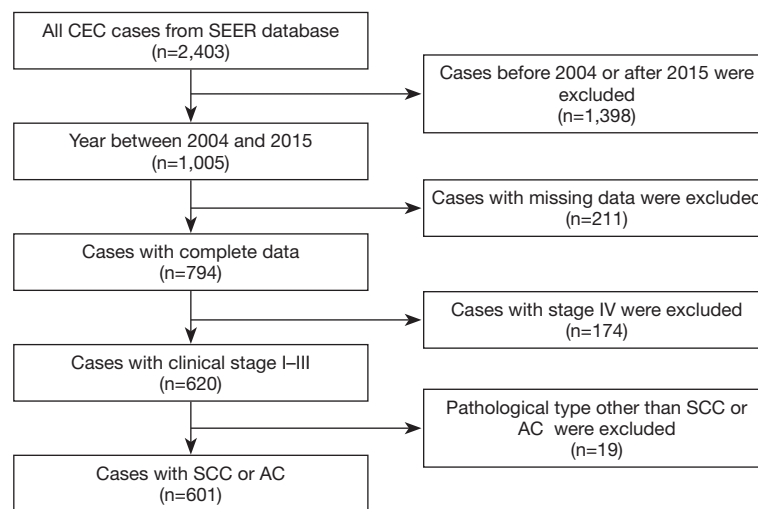 All CEC cases from SEER database
(n=2,403)
Cases before 2004 or after 2015 were
excluded
(n=1,398)
Year between 2004 and 2015
(n=1,005)
Cases with missing data were excluded
(n=211)
Cases with complete data
(n=794)
Cases with stage IV were excluded
(n=174)
Cases with clinical stage I–III
(n=620)
Pathological type other than SCC or
AC were excluded
(n=19)
Cases with SCC or AC
(n=601)